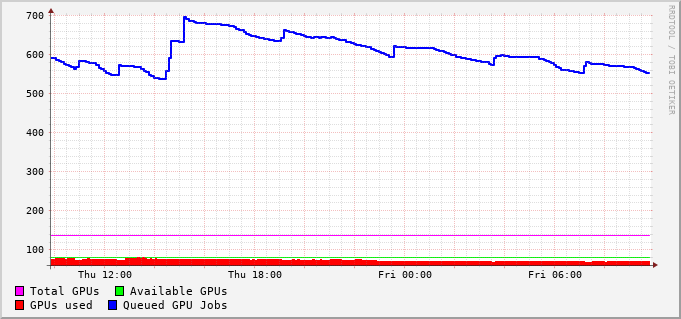 700
600
500
400
300
200
100
Thu 12:00 Thu 18:00 Fri 00:00 Fri 06:00
Total GPUs Available GPUs
GPUs used Queued GPU Jobs
RRDTOOL / TOBI OETIKER